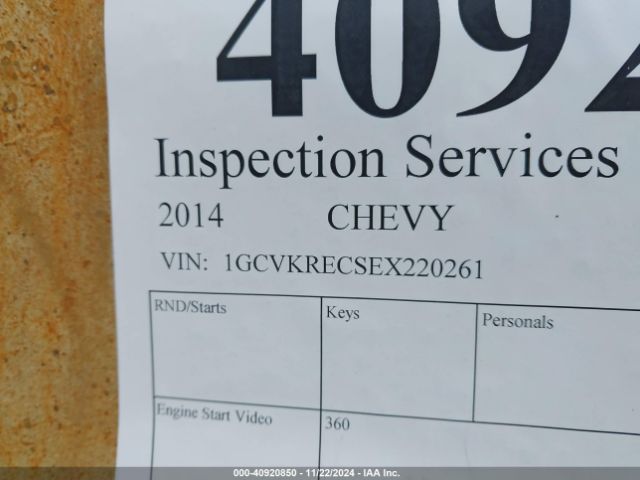 4092
Inspection Services
2014 CHEVY
VIN: 1GCVKRECSEX220261
RND/Starts Keys Personals
Engine Start Video 360
000-40920850 - 11/22/2024 - IAA Inc.